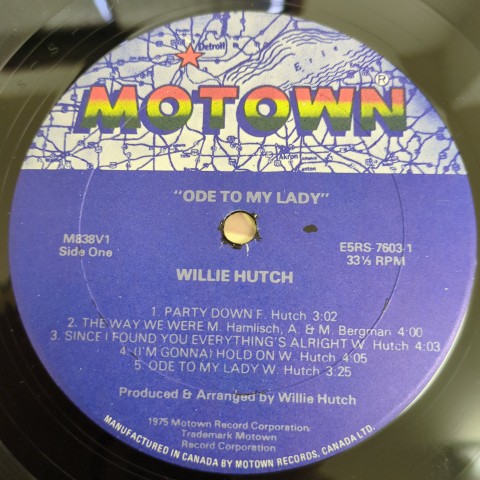 Detroit
MOTOWN®
Akron
"ODE TO MY LADY"
M838V1
Side One
E5RS-7603-1
33⅓ RPM
WILLIE HUTCH
1. PARTY DOWN F. Hutch 3:02
2. THE WAY WE WERE M. Hamlisch, A. & M. Bergman 4:00
3. SINCE I FOUND YOU EVERYTHING'S ALRIGHT W. Hutch 4:03
4. (I'M GONNA) HOLD ON W. Hutch 4:05
5. ODE TO MY LADY W. Hutch 3:25
Produced & Arranged by Willie Hutch
1975 Motown Record Corporation.
Trademark Motown
Record Corporation
MANUFACTURED IN CANADA BY MOTOWN RECORDS, CANADA LTD.